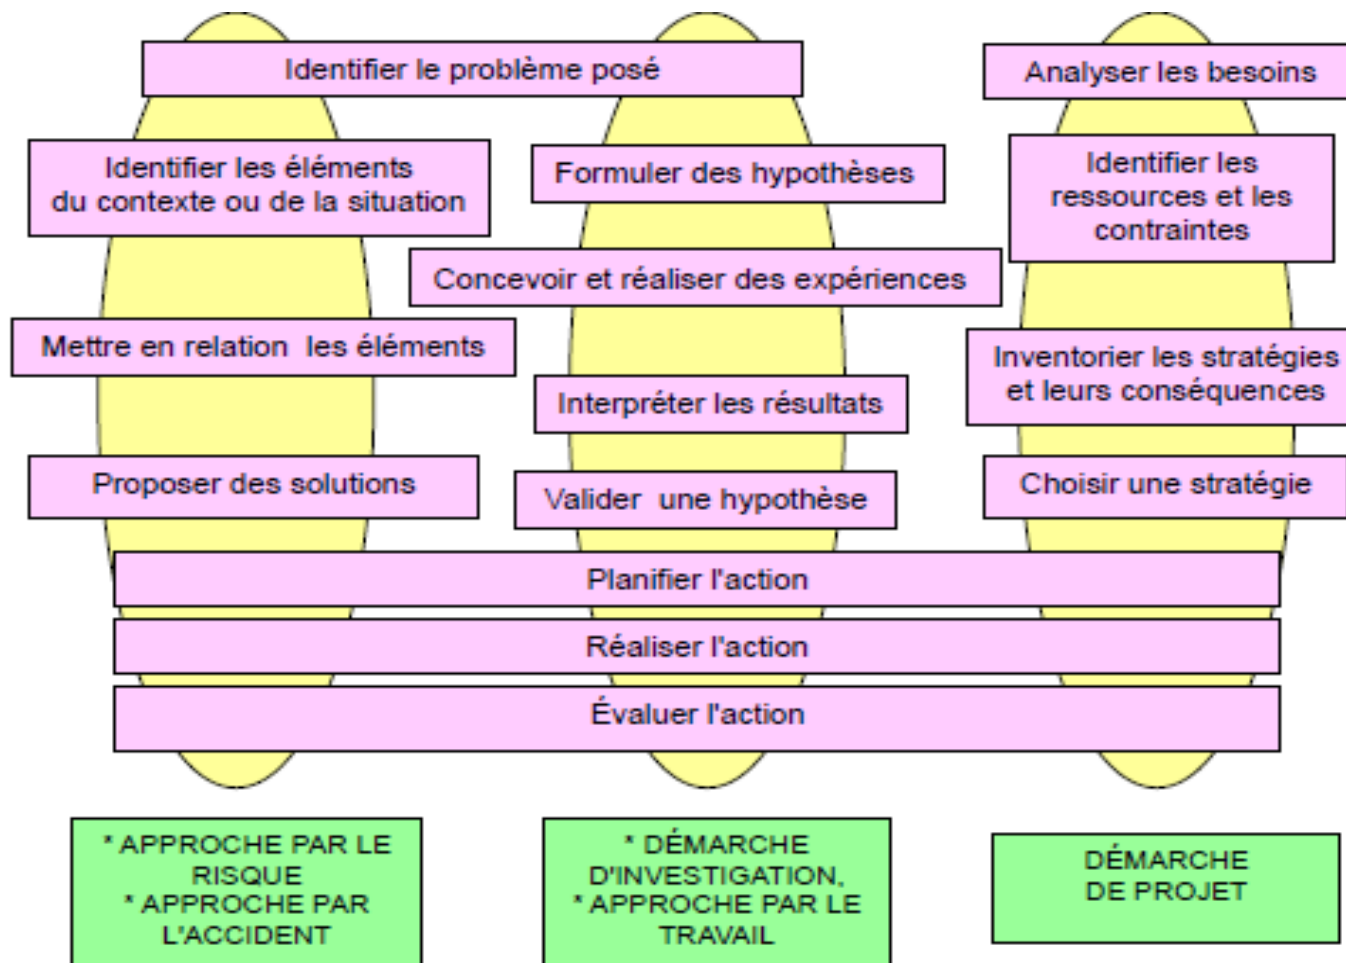 Identifier le problème posé
Analyser les besoins
Identifier les éléments
du contexte ou de la situation
Formuler des hypothèses
Identifier les
ressources et les
contraintes
Concevoir et réaliser des expériences
Mettre en relation les éléments
Inventorier les stratégies
et leurs conséquences
Interpréter les résultats
Proposer des solutions
Valider une hypothèse
Choisir une stratégie
Planifier l'action
Réaliser l'action
Évaluer l'action
* APPROCHE PAR LE
RISQUE
* APPROCHE PAR
L'ACCIDENT
* DÉMARCHE
D'INVESTIGATION,
* APPROCHE PAR LE
TRAVAIL
DÉMARCHE
DE PROJET